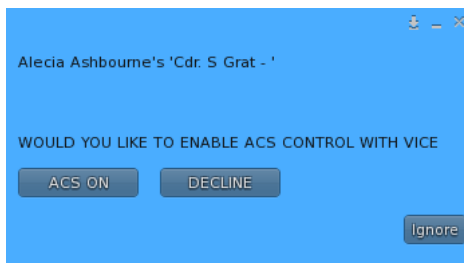 Alecia Ashbourne's 'Cdr. S Grat - '
WOULD YOU LIKE TO ENABLE ACS CONTROL WITH VICE
ACS ON
DECLINE
Ignore